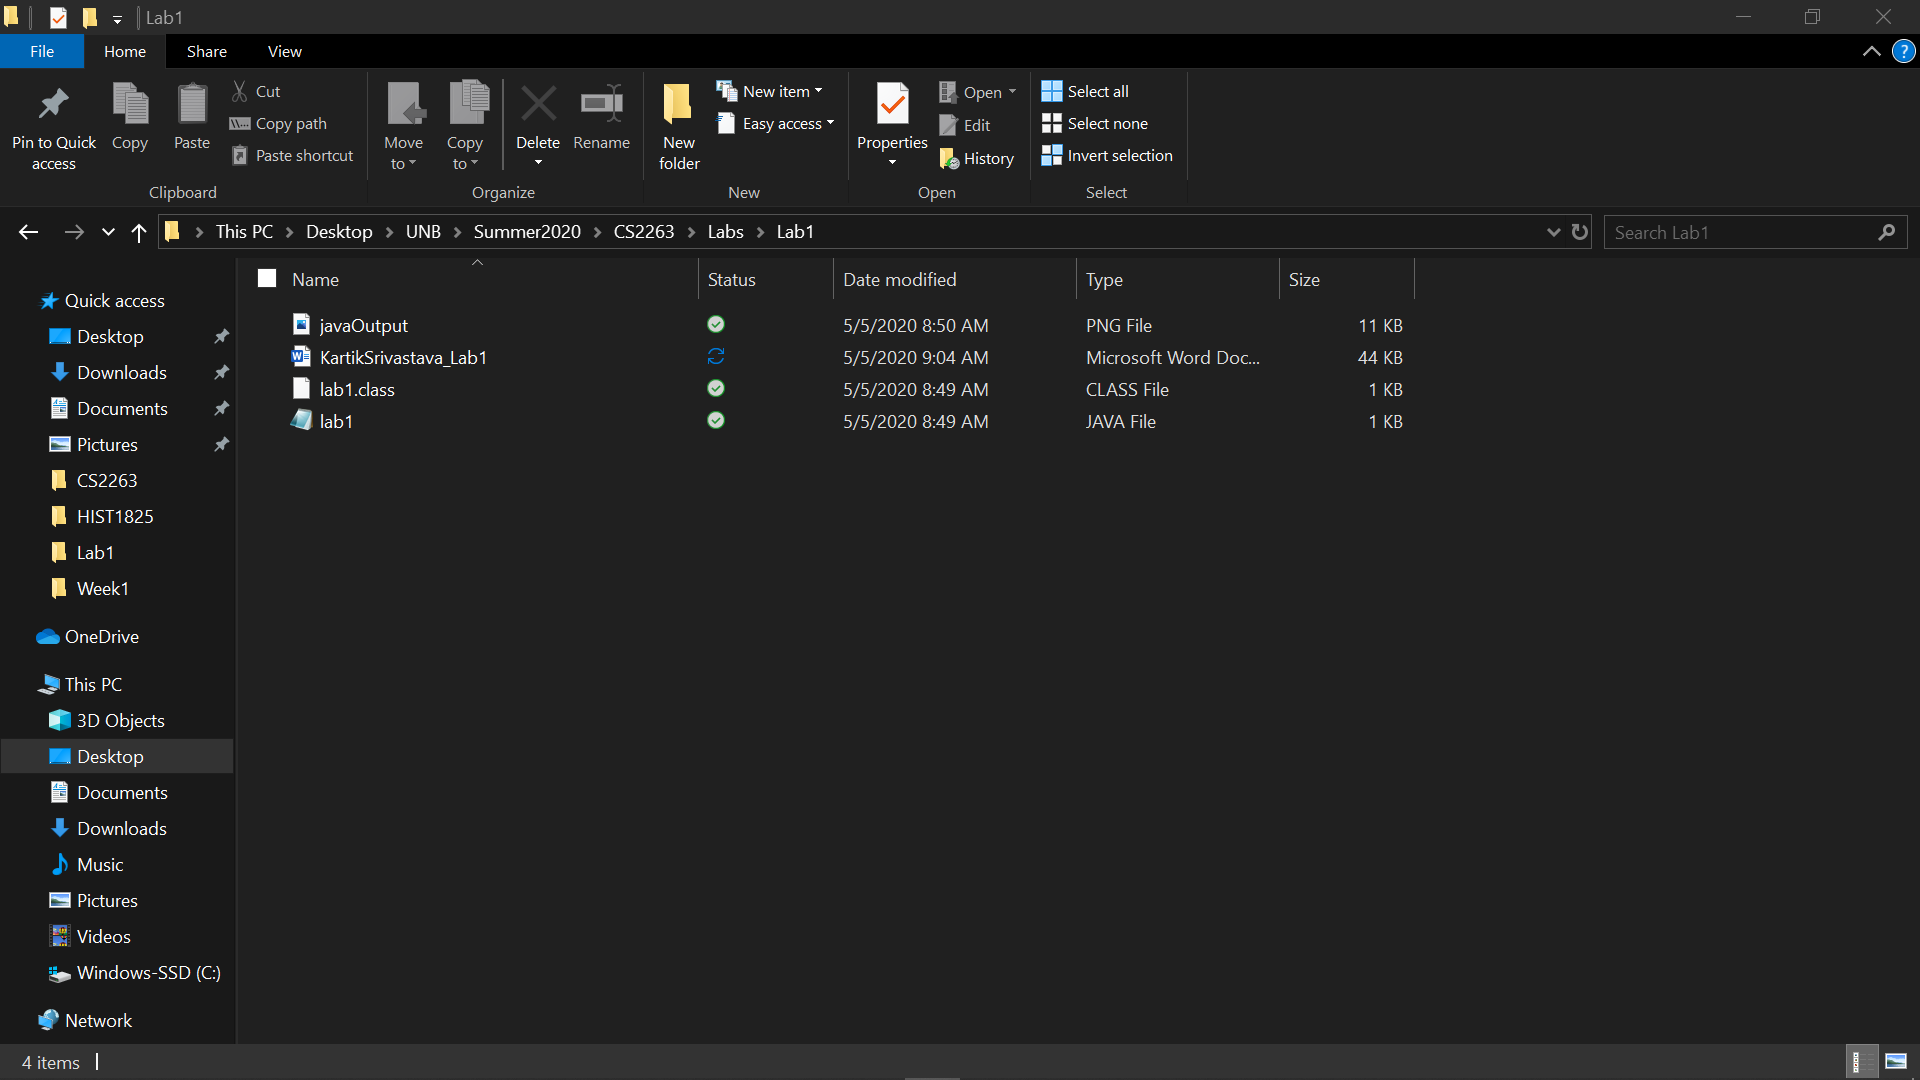 Lab1
File Home Share View
Pin to Quick access
Copy
Paste
Cut
Copy path
Paste shortcut
Clipboard
Move to
Copy to
Delete
Rename
Organize
New folder
New item
Easy access
New
Properties
Open
Edit
History
Open
Select all
Select none
Invert selection
Select
This PC > Desktop > UNB > Summer2020 > CS2263 > Labs > Lab1
Search Lab1
Quick access
Desktop
Downloads
Documents
Pictures
CS2263
HIST1825
Lab1
Week1
OneDrive
This PC
3D Objects
Desktop
Documents
Downloads
Music
Pictures
Videos
Windows-SSD (C:)
Network
Name Status Date modified Type Size
javaOutput 5/5/2020 8:50 AM PNG File 11 KB
KartikSrivastava_Lab1 5/5/2020 9:04 AM Microsoft Word Doc... 44 KB
lab1.class 5/5/2020 8:49 AM CLASS File 1 KB
lab1 5/5/2020 8:49 AM JAVA File 1 KB
4 items